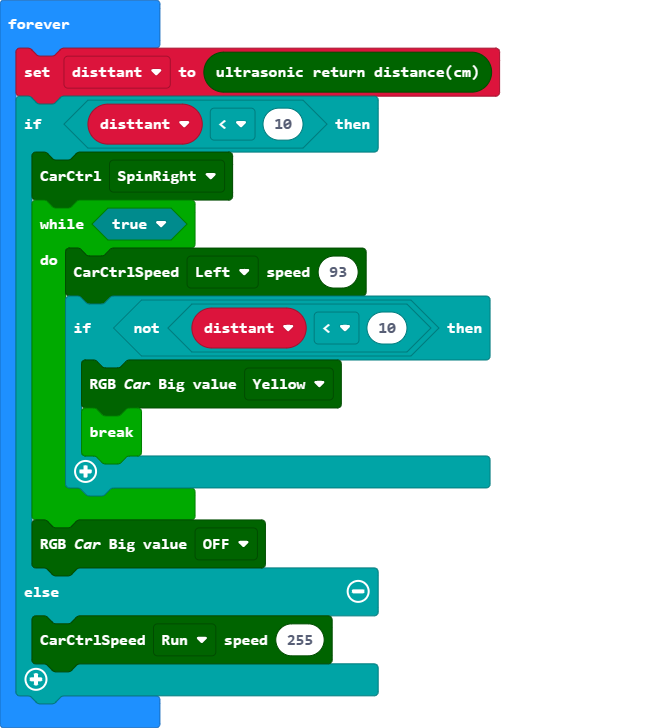 forever
set disttant to ultrasonic return distance(cm)
if disttant < 10 then
CarCtrl SpinRight
while true
do
CarCtrlSpeed Left speed 93
if not disttant < 10 then
RGB Car Big value Yellow
break
RGB Car Big value OFF
else
CarCtrlSpeed Run speed 255